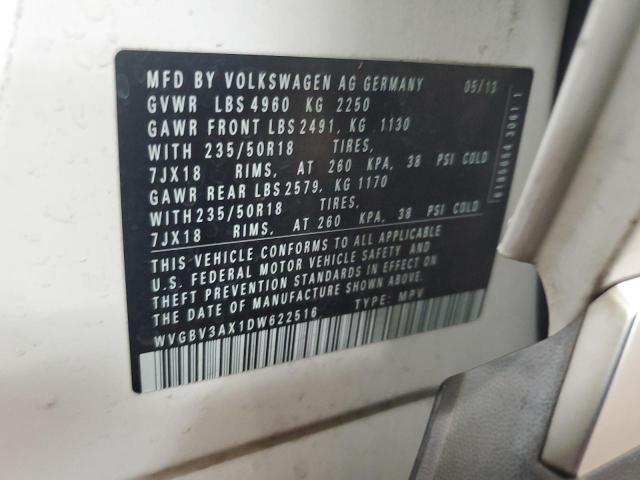 MFD BY VOLKSWAGEN AG GERMANY 05/13
GVWR LBS 4960 KG 2250
GAWR FRONT LBS 2491, KG 1130
WITH 235/50R18 TIRES,
7JX18 RIMS, AT 260 KPA, 38 PSI COLD
GAWR REAR LBS 2579, KG 1170
WITH 235/50R18 TIRES,
7JX18 RIMS, AT 260 KPA, 38 PSI COLD
THIS VEHICLE CONFORMS TO ALL APPLICABLE
U.S. FEDERAL MOTOR VEHICLE SAFETY AND
THEFT PREVENTION STANDARDS IN EFFECT ON
THE DATE OF MANUFACTURE SHOWN ABOVE.
WVGBV3AX1DW622516, TYPE: MPV